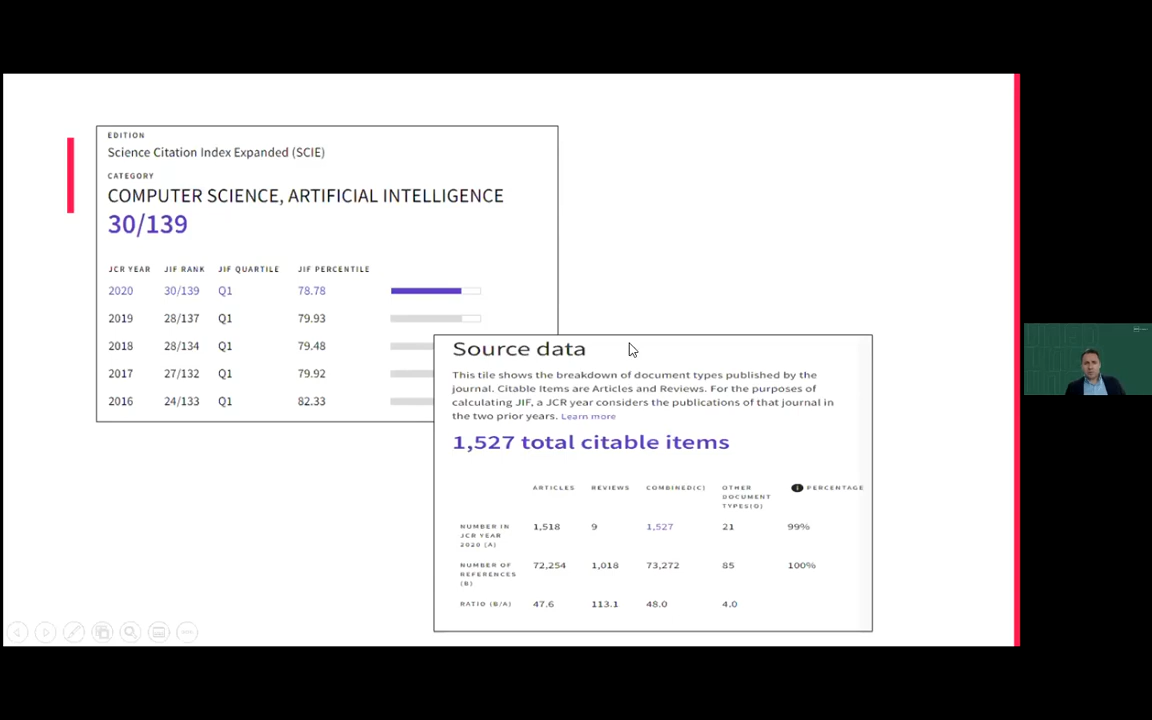 EDITION
Science Citation Index Expanded (SCIE)
CATEGORY
COMPUTER SCIENCE, ARTIFICIAL INTELLIGENCE
30/139
JCR YEAR JIF RANK JIF QUARTILE JIF PERCENTILE
2020 30/139 Q1 78.78
2019 28/137 Q1 79.93
2018 28/134 Q1 79.48
2017 27/132 Q1 79.92
2016 24/133 Q1 82.33
Source data
This tile shows the breakdown of document types published by the
journal. Citable Items are Articles and Reviews. For the purposes of
calculating JIF, a JCR year considers the publications of that journal in
the two prior years. Learn more
1,527 total citable items
ARTICLES REVIEWS COMBINED(C) OTHER DOCUMENT TYPES(O) PERCENTAGE
NUMBER IN JCR YEAR 2020 (A) 1,518 9 1,527 21 99%
NUMBER OF REFERENCES (B) 72,254 1,018 73,272 85 100%
RATIO (B/A) 47.6 113.1 48.0 4.0